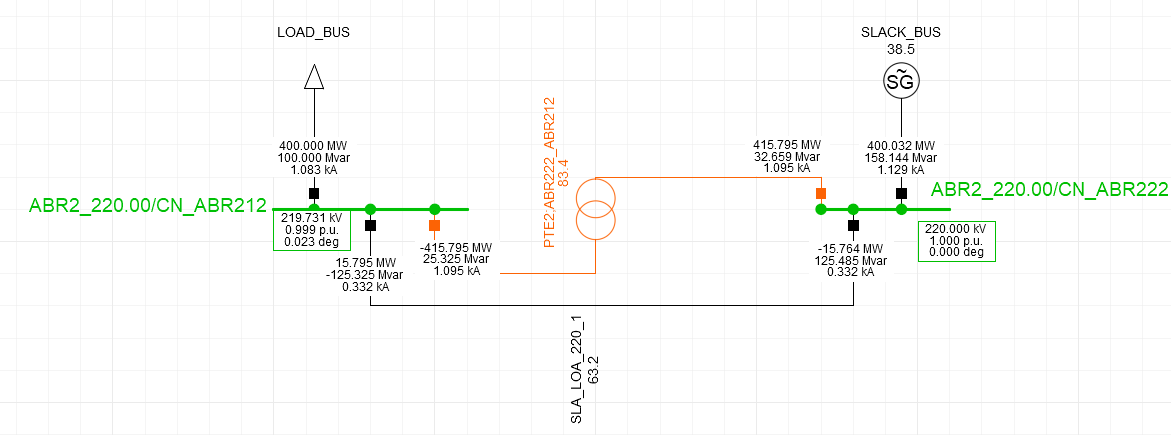 LOAD_BUS
SLACK_BUS
38.5
SG
400.000 MW
100.000 Mvar
1.083 kA
PTE2:ABR222_ABR212
83.4
415.795 MW
32.659 Mvar
1.095 kA
400.032 MW
158.144 Mvar
1.129 kA
ABR2_220.00/CN_ABR212
ABR2_220.00/CN_ABR222
219.731 kV
0.999 p.u.
0.023 deg
220.000 kV
1.000 p.u.
0.000 deg
15.795 MW
-125.325 Mvar
0.332 kA
-415.795 MW
25.325 Mvar
1.095 kA
-15.764 MW
125.485 Mvar
0.332 kA
SLA_LOA_220_1
63.2